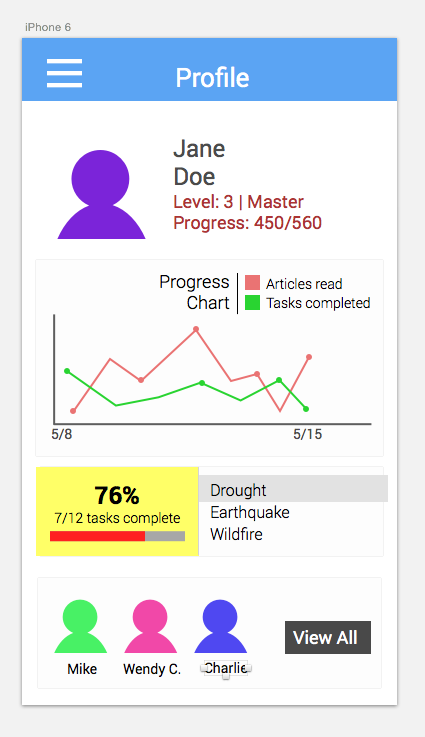 iPhone 6
Profile
Jane
Doe
Level: 3 | Master
Progress: 450/560
Progress
Chart
Articles read
Tasks completed
5/8
5/15
76%
7/12 tasks complete
Drought
Earthquake
Wildfire
Mike
Wendy C.
Charlie
View All